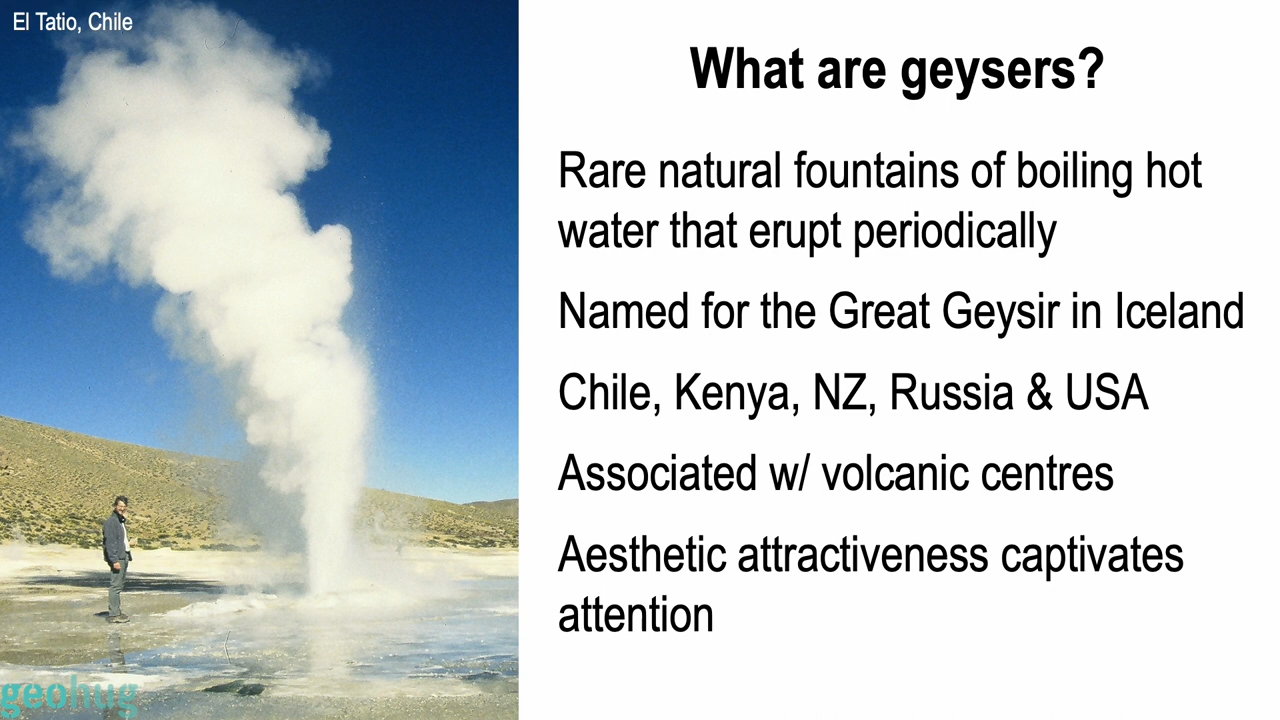 El Tatio, Chile
What are geysers?
Rare natural fountains of boiling hot
water that erupt periodically
Named for the Great Geysir in Iceland
Chile, Kenya, NZ, Russia & USA
Associated w/ volcanic centres
Aesthetic attractiveness captivates
attention
geohug